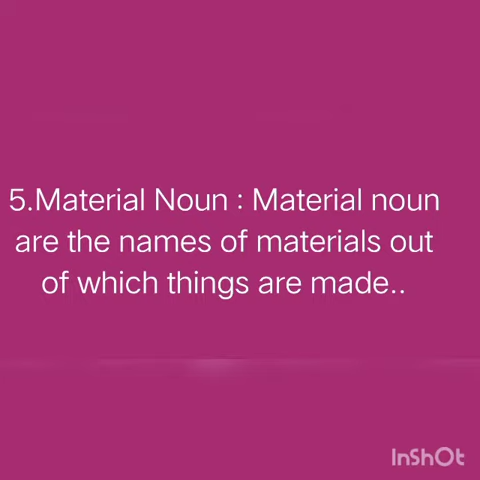 5.Material Noun : Material noun
are the names of materials out
of which things are made..
InShOt